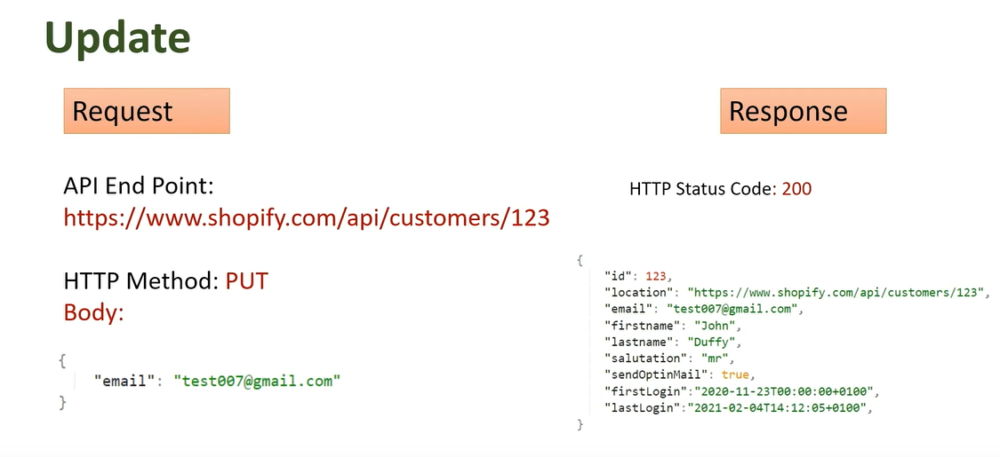 Update
Request
Response
API End Point:
https://www.shopify.com/api/customers/123
HTTP Method: PUT
Body:
{
"email": "test007@gmail.com"
}
HTTP Status Code: 200
{
"id": 123,
"location": "https://www.shopify.com/api/customers/123",
"email": "test007@gmail.com",
"firstname": "John",
"lastname": "Duffy",
"salutation": "mr",
"sendOptinMail": true,
"firstLogin":"2020-11-23T00:00:00+0100",
"lastLogin":"2021-02-04T14:12:05+0100",
}